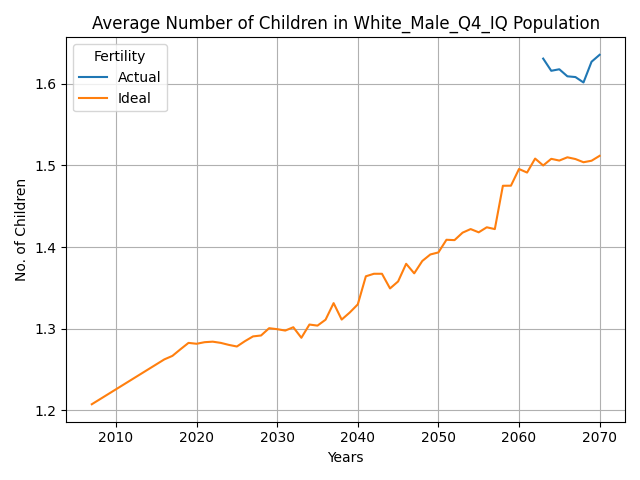 Average Number of Children in White_Male_Q4_IQ Population
Fertility
Actual
Ideal
No. of Children
1.6
1.5
1.4
1.3
1.2
2010 2020 2030 2040 2050 2060 2070
Years